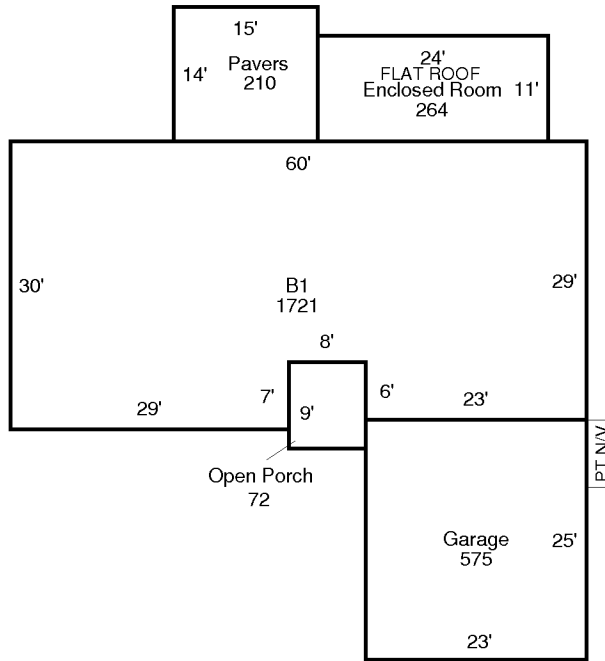 15'
14'
Pavers
210
24'
FLAT ROOF
Enclosed Room
264
11'
60'
30'
29'
B1
1721
8'
7'
6'
9'
29'
23'
PT N/V
Open Porch
72
Garage
575
25'
23'